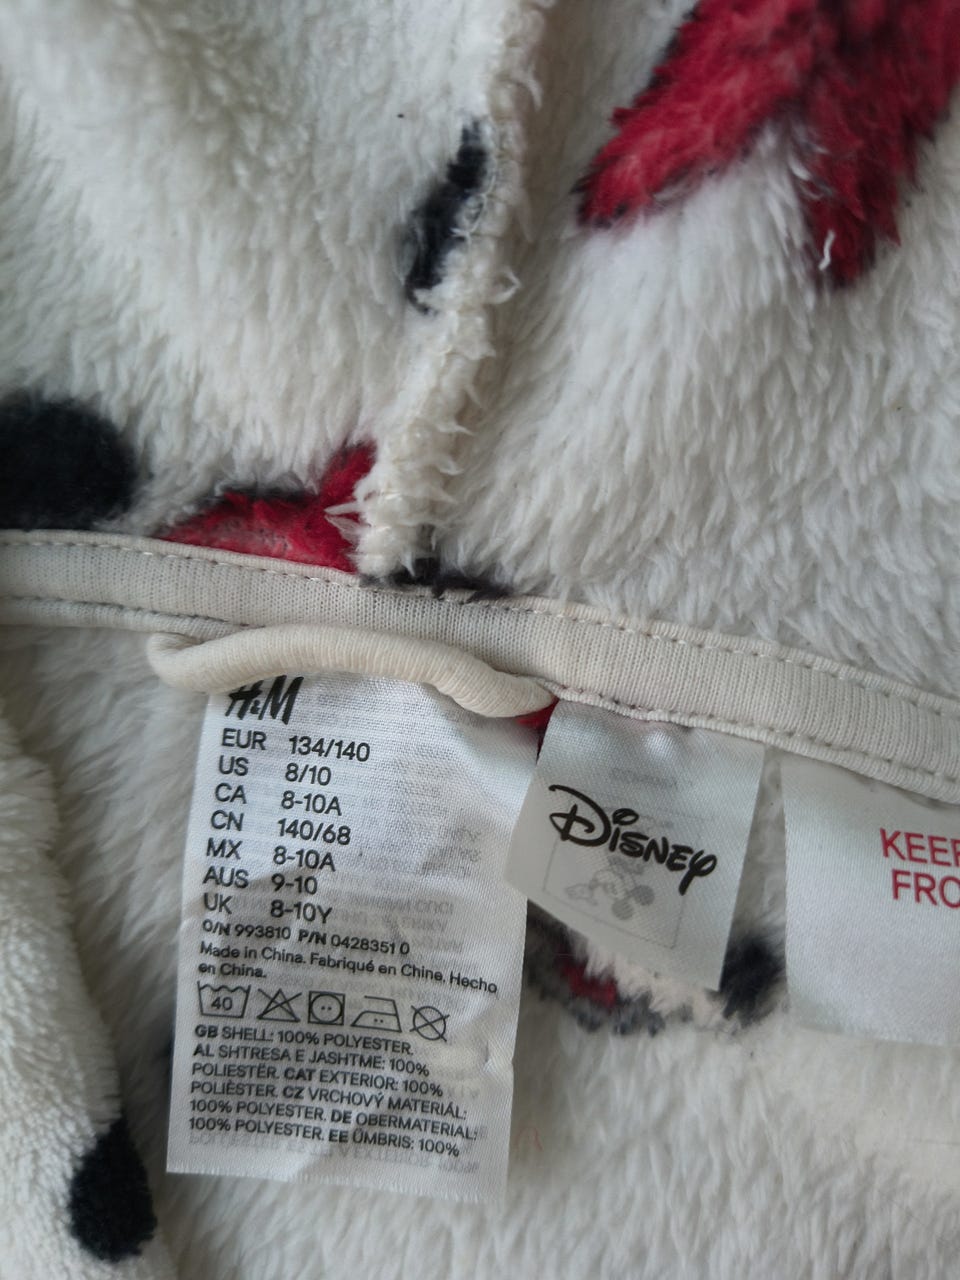 H&M
EUR 134/140
US 8/10
CA 8-10A
CN 140/68
MX 8-10A
AUS 9-10
UK 8-10Y
O/N 993810 P/N 0428351 0
Made in China. Fabriqué en Chine. Hecho
en China.
40
GB SHELL: 100% POLYESTER.
AL SHTRESA E JASHTME: 100%
POLIESTËR. CAT EXTERIOR: 100%
POLIÈSTER. CZ VRCHOVÝ MATERIÁL:
100% POLYESTER. DE OBERMATERIAL:
100% POLYESTER. EE ÜMBRIS: 100%
Disney
KEEP
FRO